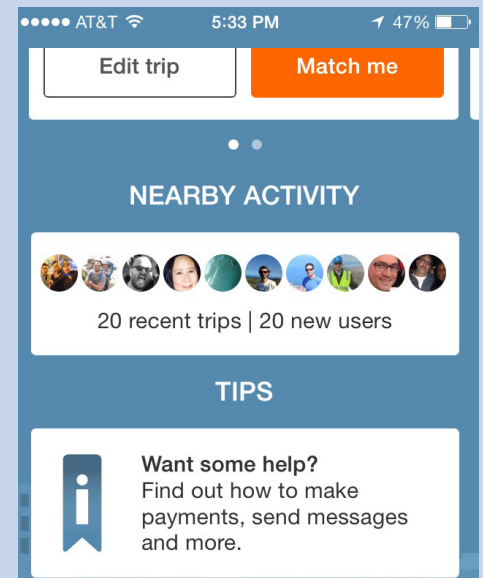 AT&T 5:33 PM 47%
Edit trip Match me
NEARBY ACTIVITY
20 recent trips | 20 new users
TIPS
Want some help?
Find out how to make
payments, send messages
and more.